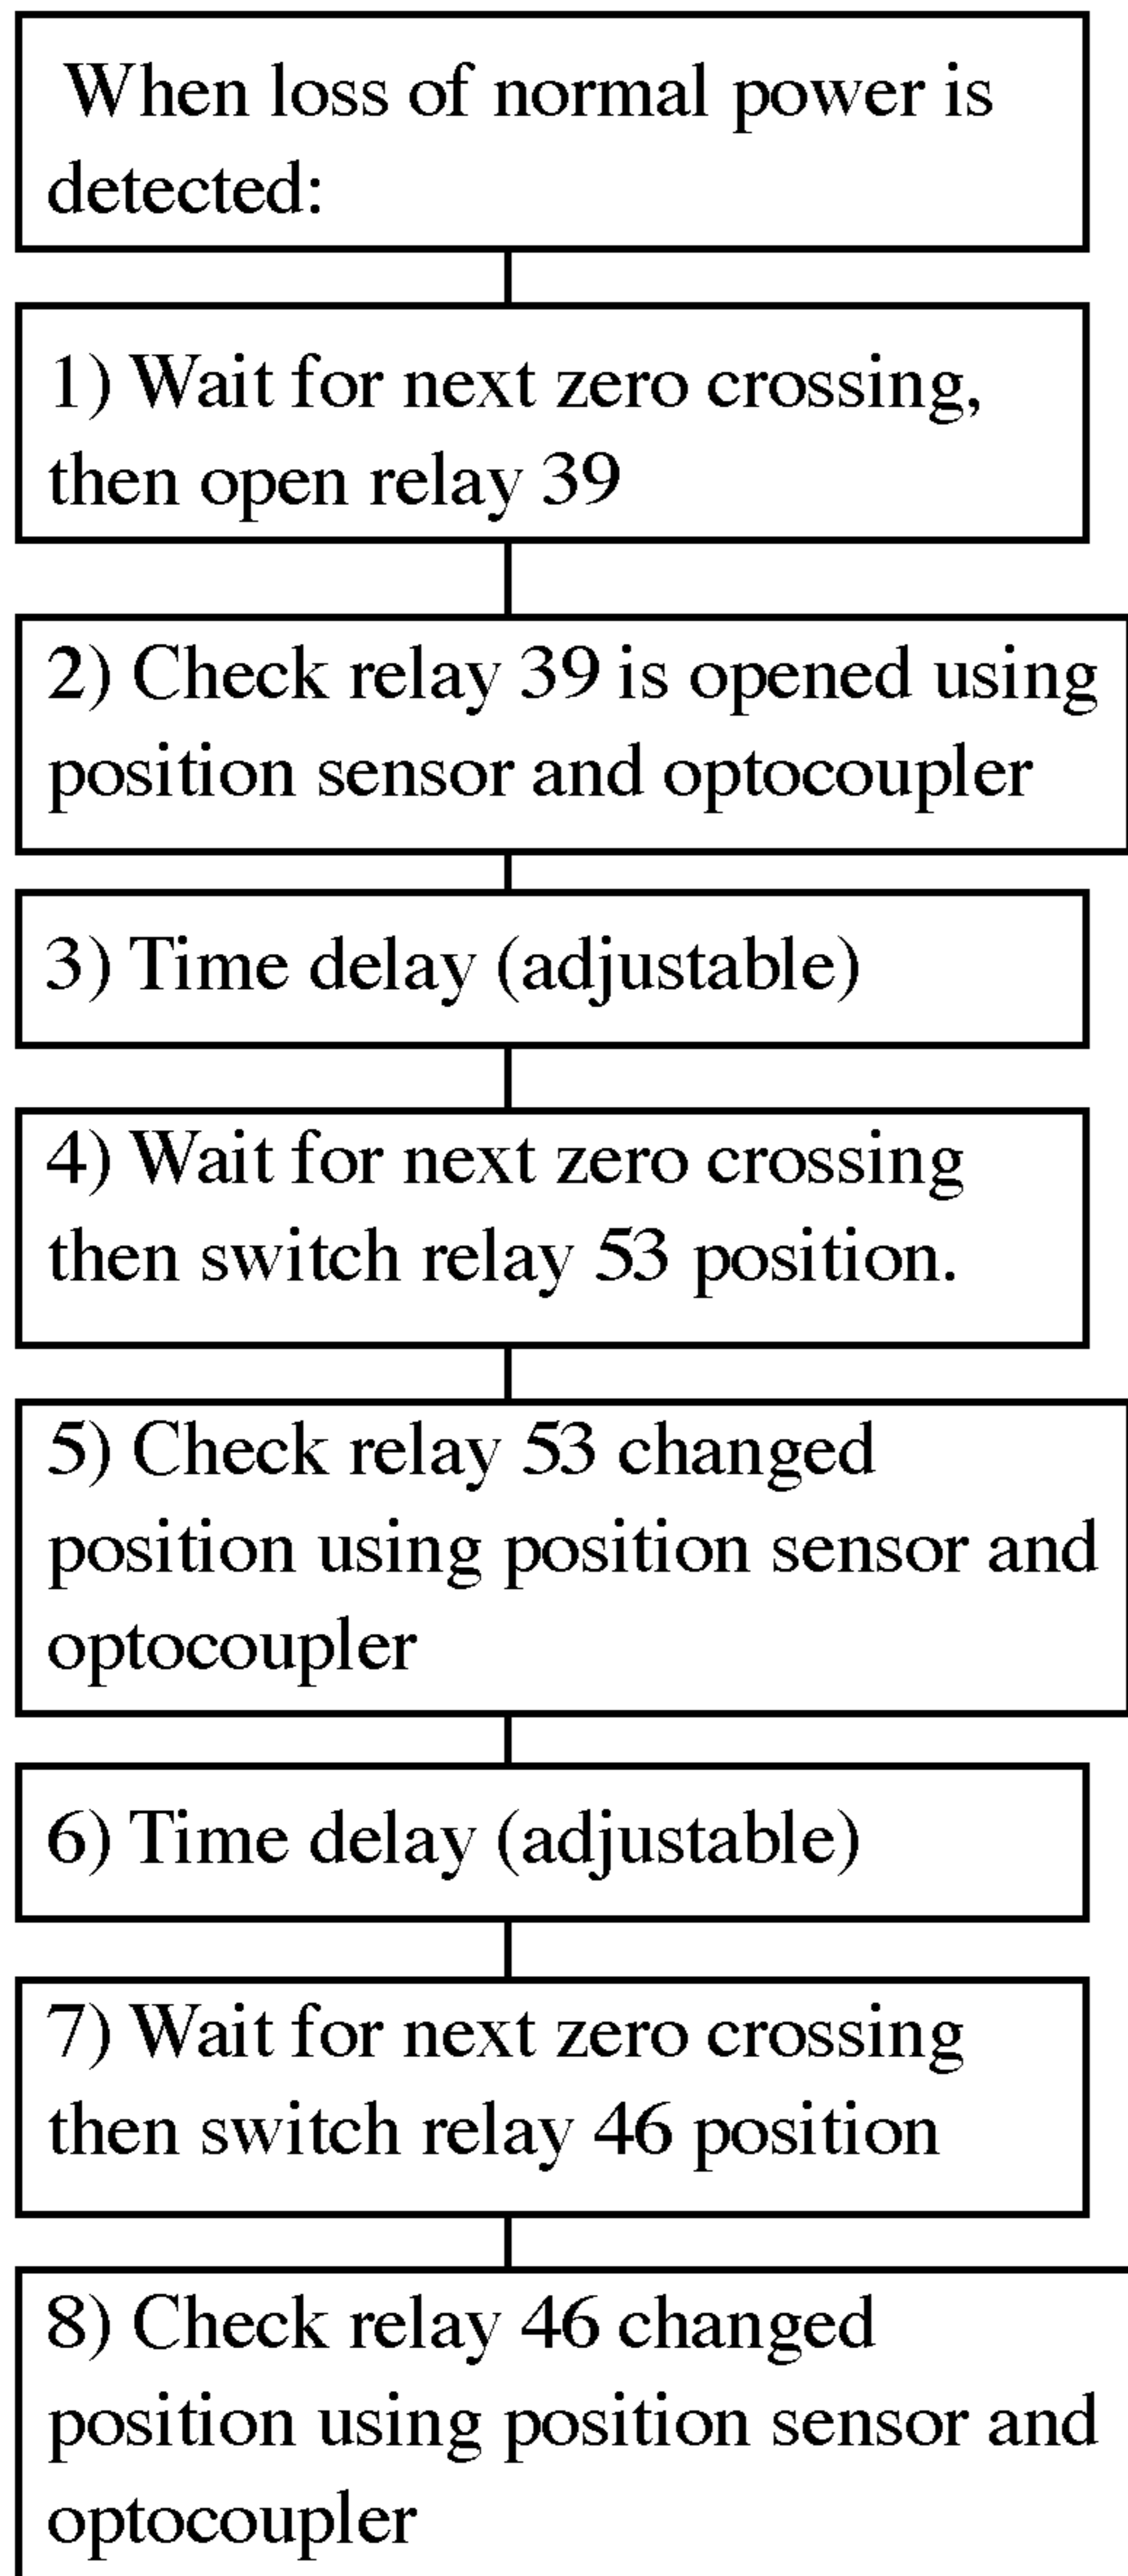 When loss of normal power is
detected:
1) Wait for next zero crossing,
then open relay 39
2) Check relay 39 is opened using
position sensor and optocoupler
3) Time delay (adjustable)
4) Wait for next zero crossing
then switch relay 53 position.
5) Check relay 53 changed
position using position sensor and
optocoupler
6) Time delay (adjustable)
7) Wait for next zero crossing
then switch relay 46 position
8) Check relay 46 changed
position using position sensor and
optocoupler